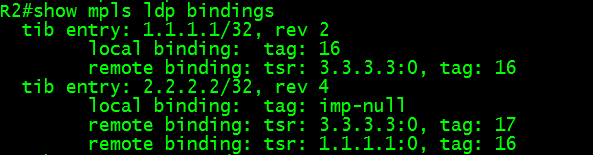 R2#show mpls ldp bindings
tib entry: 1.1.1.1/32, rev 2
local binding: tag: 16
remote binding: tsr: 3.3.3.3:0, tag: 16
tib entry: 2.2.2.2/32, rev 4
local binding: tag: imp-null
remote binding: tsr: 3.3.3.3:0, tag: 17
remote binding: tsr: 1.1.1.1:0, tag: 16